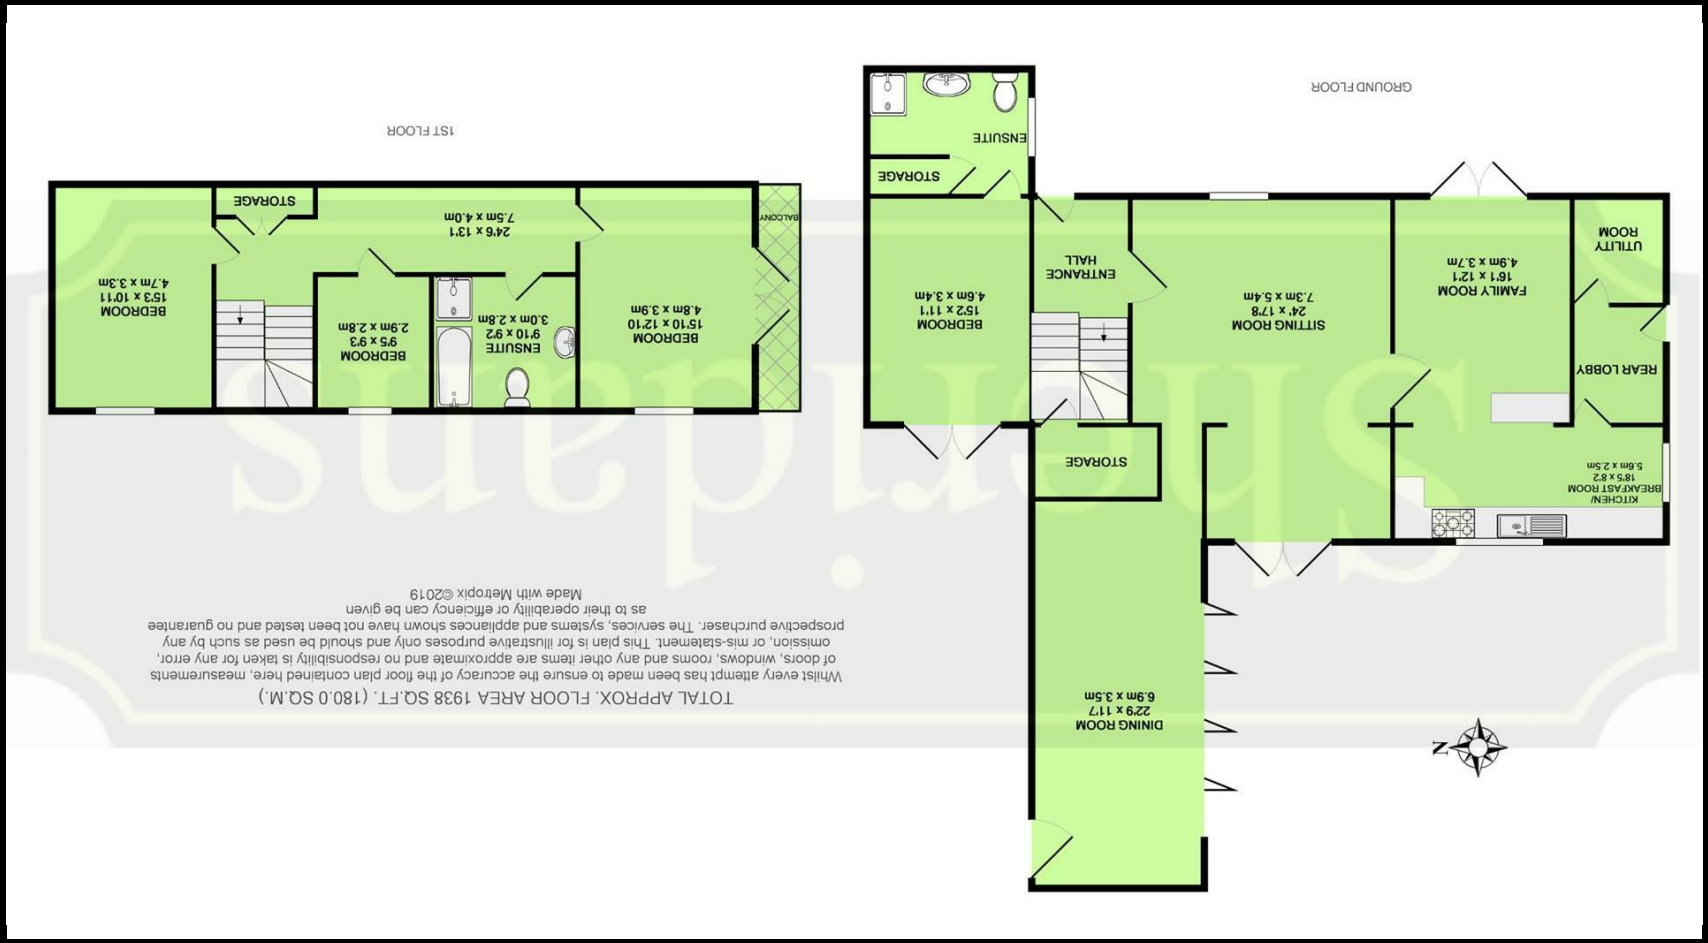 N
DINING ROOM
22'9 x 11'7
6.9m x 3.5m
KITCHEN/
BREAKFAST ROOM
18'5 x 8'2
5.6m x 2.5m
STORAGE
REAR LOBBY
FAMILY ROOM
16'1 x 12'1
4.9m x 3.7m
SITTING ROOM
24' x 17'8
7.3m x 5.4m
BEDROOM
15'2 x 11'1
4.6m x 3.4m
ENTRANCE
HALL
UTILITY
ROOM
STORAGE
ENSUITE
GROUND FLOOR
TOTAL APPROX. FLOOR AREA 1938 SQ.FT. (180.0 SQ.M.)
Whilst every attempt has been made to ensure the accuracy of the floor plan contained here, measurements
of doors, windows, rooms and any other items are approximate and no responsibility is taken for any error,
omission, or mis-statement. This plan is for illustrative purposes only and should be used as such by any
prospective purchaser. The services, systems and appliances shown have not been tested and no guarantee
as to their operability or efficiency can be given
Made with Metropix ©2019
BEDROOM
15'10 x 12'10
4.8m x 3.9m
ENSUITE
9'10 x 9'2
3.0m x 2.8m
BEDROOM
9'5 x 9'3
2.9m x 2.8m
BEDROOM
15'3 x 10'11
4.7m x 3.3m
24'6 x 13'1
7.5m x 4.0m
BALCONY
STORAGE
1ST FLOOR
Sheridans